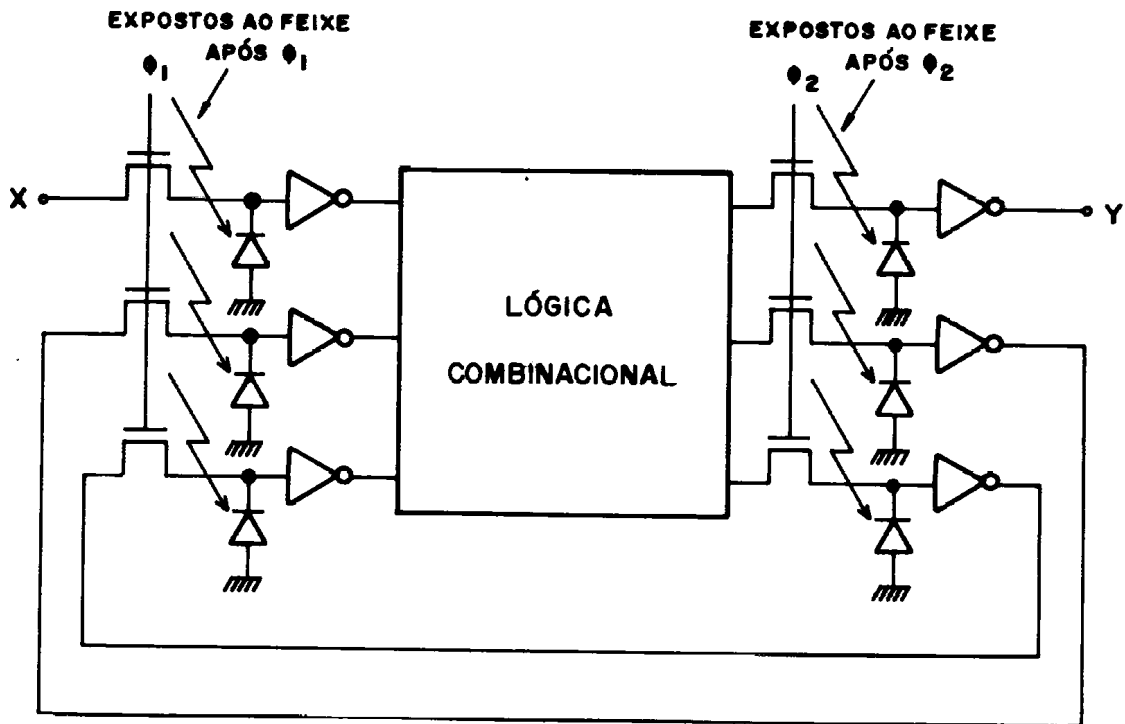 EXPOSTOS AO FEIXE
APÓS Φ1
Φ1
EXPOSTOS AO FEIXE
APÓS Φ2
Φ2
X
Y
LÓGICA
COMBINACIONAL